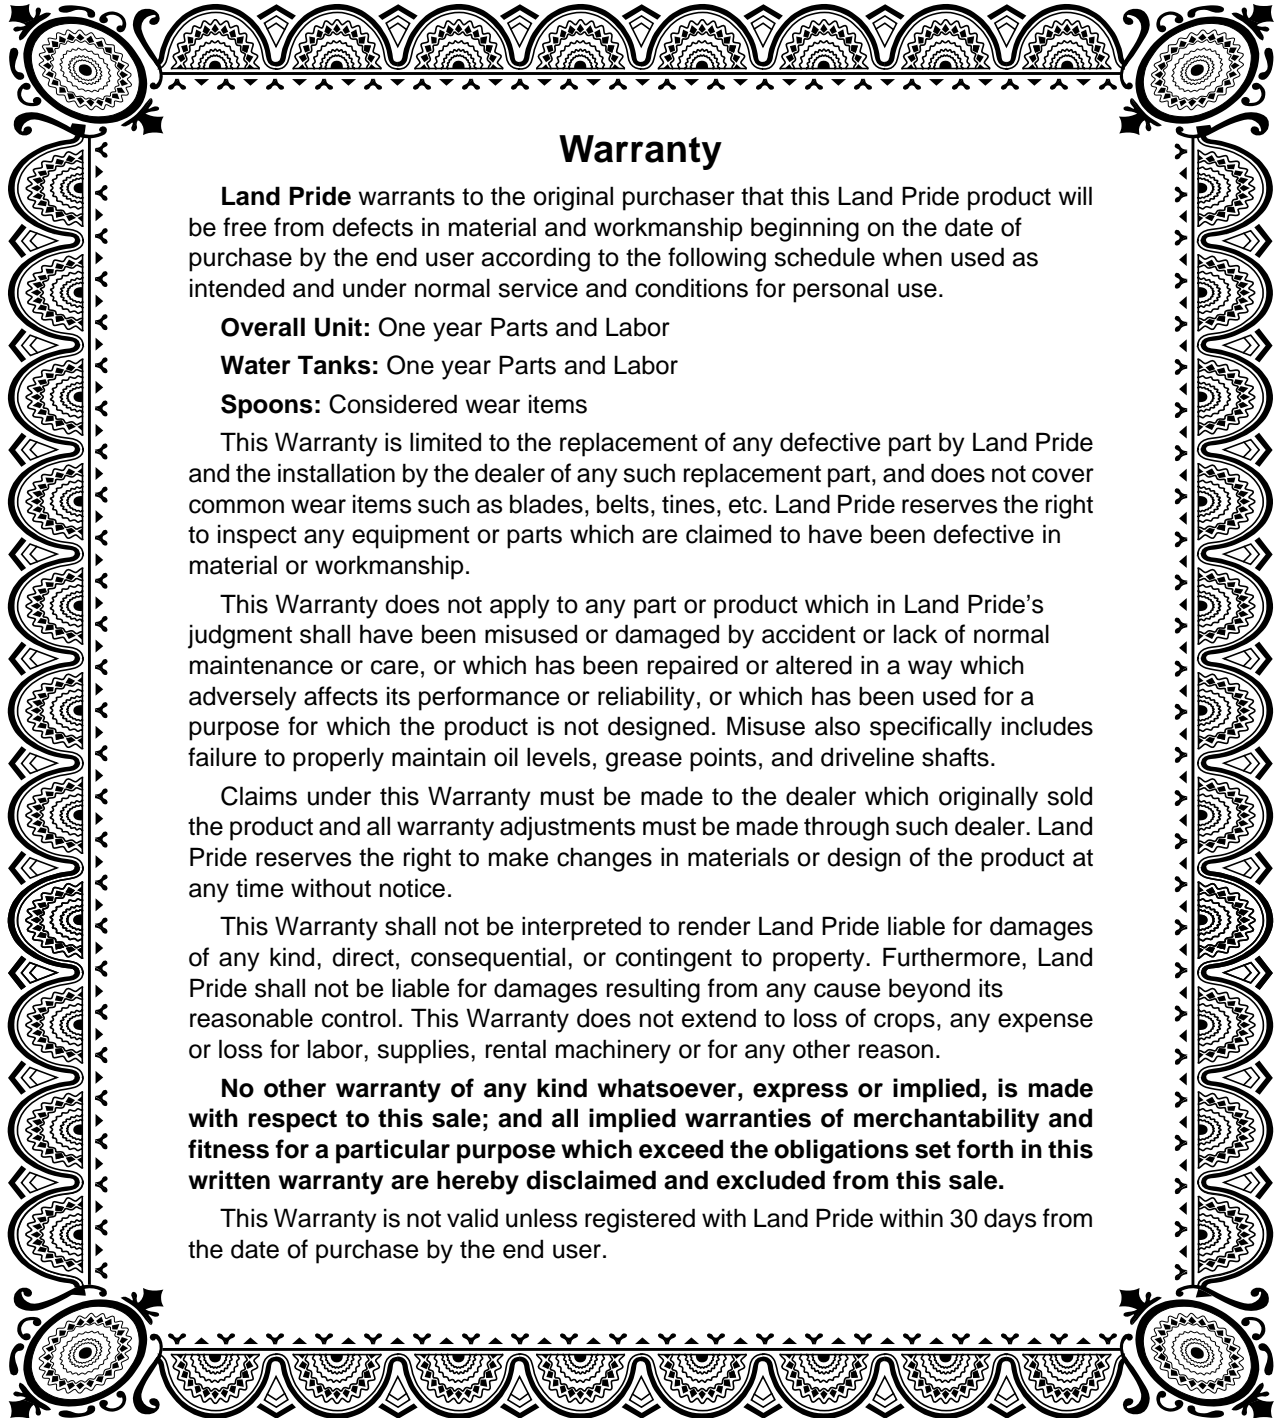 Warranty
Land Pride warrants to the original purchaser that this Land Pride product will
be free from defects in material and workmanship beginning on the date of
purchase by the end user according to the following schedule when used as
intended and under normal service and conditions for personal use.
Overall Unit: One year Parts and Labor
Water Tanks: One year Parts and Labor
Spoons: Considered wear items
This Warranty is limited to the replacement of any defective part by Land Pride
and the installation by the dealer of any such replacement part, and does not cover
common wear items such as blades, belts, tines, etc. Land Pride reserves the right
to inspect any equipment or parts which are claimed to have been defective in
material or workmanship.
This Warranty does not apply to any part or product which in Land Pride’s
judgment shall have been misused or damaged by accident or lack of normal
maintenance or care, or which has been repaired or altered in a way which
adversely affects its performance or reliability, or which has been used for a
purpose for which the product is not designed. Misuse also specifically includes
failure to properly maintain oil levels, grease points, and driveline shafts.
Claims under this Warranty must be made to the dealer which originally sold
the product and all warranty adjustments must be made through such dealer. Land
Pride reserves the right to make changes in materials or design of the product at
any time without notice.
This Warranty shall not be interpreted to render Land Pride liable for damages
of any kind, direct, consequential, or contingent to property. Furthermore, Land
Pride shall not be liable for damages resulting from any cause beyond its
reasonable control. This Warranty does not extend to loss of crops, any expense
or loss for labor, supplies, rental machinery or for any other reason.
No other warranty of any kind whatsoever, express or implied, is made
with respect to this sale; and all implied warranties of merchantability and
fitness for a particular purpose which exceed the obligations set forth in this
written warranty are hereby disclaimed and excluded from this sale.
This Warranty is not valid unless registered with Land Pride within 30 days from
the date of purchase by the end user.